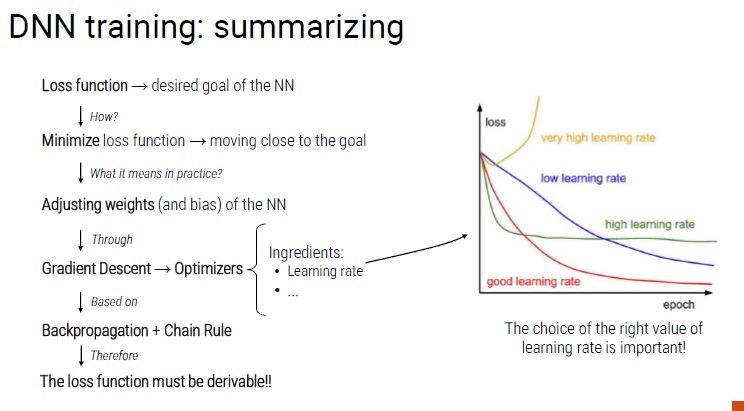 DNN training: summarizing
Loss function → desired goal of the NN
How?
Minimize loss function → moving close to the goal
What it means in practice?
Adjusting weights (and bias) of the NN
Through
Gradient Descent → Optimizers
Ingredients:
• Learning rate
• ...
Based on
Backpropagation + Chain Rule
Therefore
The loss function must be derivable!!
loss
very high learning rate
low learning rate
high learning rate
good learning rate
epoch
The choice of the right value of
learning rate is important!